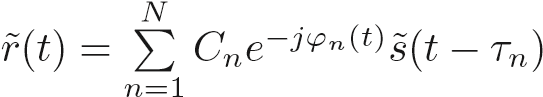 r̃(t) = ∑_{n=1}^{N} C_n e^{−jφ_n(t)} s̃(t − τ_n)